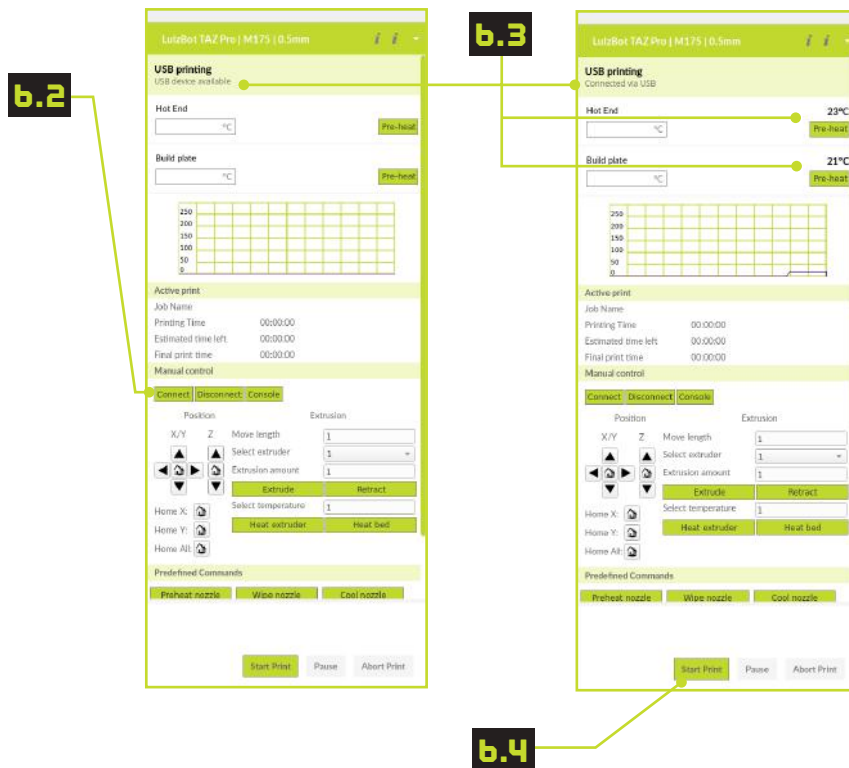 6.2
LulzBot TAZ Pro | M175 | 0.5mm
i i
USB printing
USB device available
Hot End
°C
Pre-heat
Build plate
°C
Pre-heat
250
200
150
100
50
0
Active print
Job Name
Printing Time 00:00:00
Estimated time left 00:00:00
Final print time 00:00:00
Manual control
Connect Disconnect Console
Position Extrusion
X/Y Z Move length 1
Select extruder 1
Extrusion amount 1
Extrude Retract
Select temperature 1
Home X:
Heat extruder Heat bed
Home Y:
Home All:
Predefined Commands
Preheat nozzle Wipe nozzle Cool nozzle
Start Print Pause Abort Print
6.3
LulzBot TAZ Pro | M175 | 0.5mm
i i
USB printing
Connected via USB
Hot End 23°C
°C
Pre-heat
Build plate 21°C
°C
Pre-heat
250
200
150
100
50
0
Active print
Job Name
Printing Time 00:00:00
Estimated time left 00:00:00
Final print time 00:00:00
Manual control
Connect Disconnect Console
Position Extrusion
X/Y Z Move length 1
Select extruder 1
Extrusion amount 1
Extrude Retract
Select temperature 1
Home X:
Heat extruder Heat bed
Home Y:
Home All:
Predefined Commands
Preheat nozzle Wipe nozzle Cool nozzle
Start Print Pause Abort Print
6.4